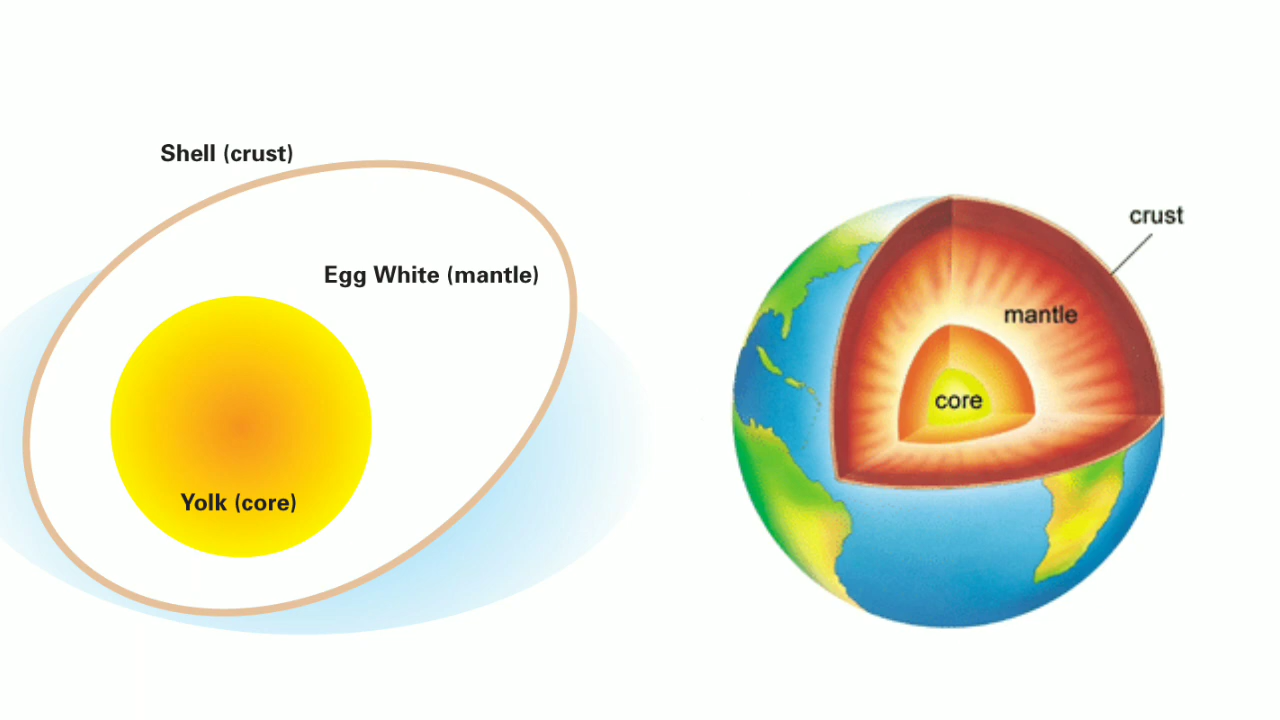 Shell (crust)
Egg White (mantle)
Yolk (core)
crust
mantle
core